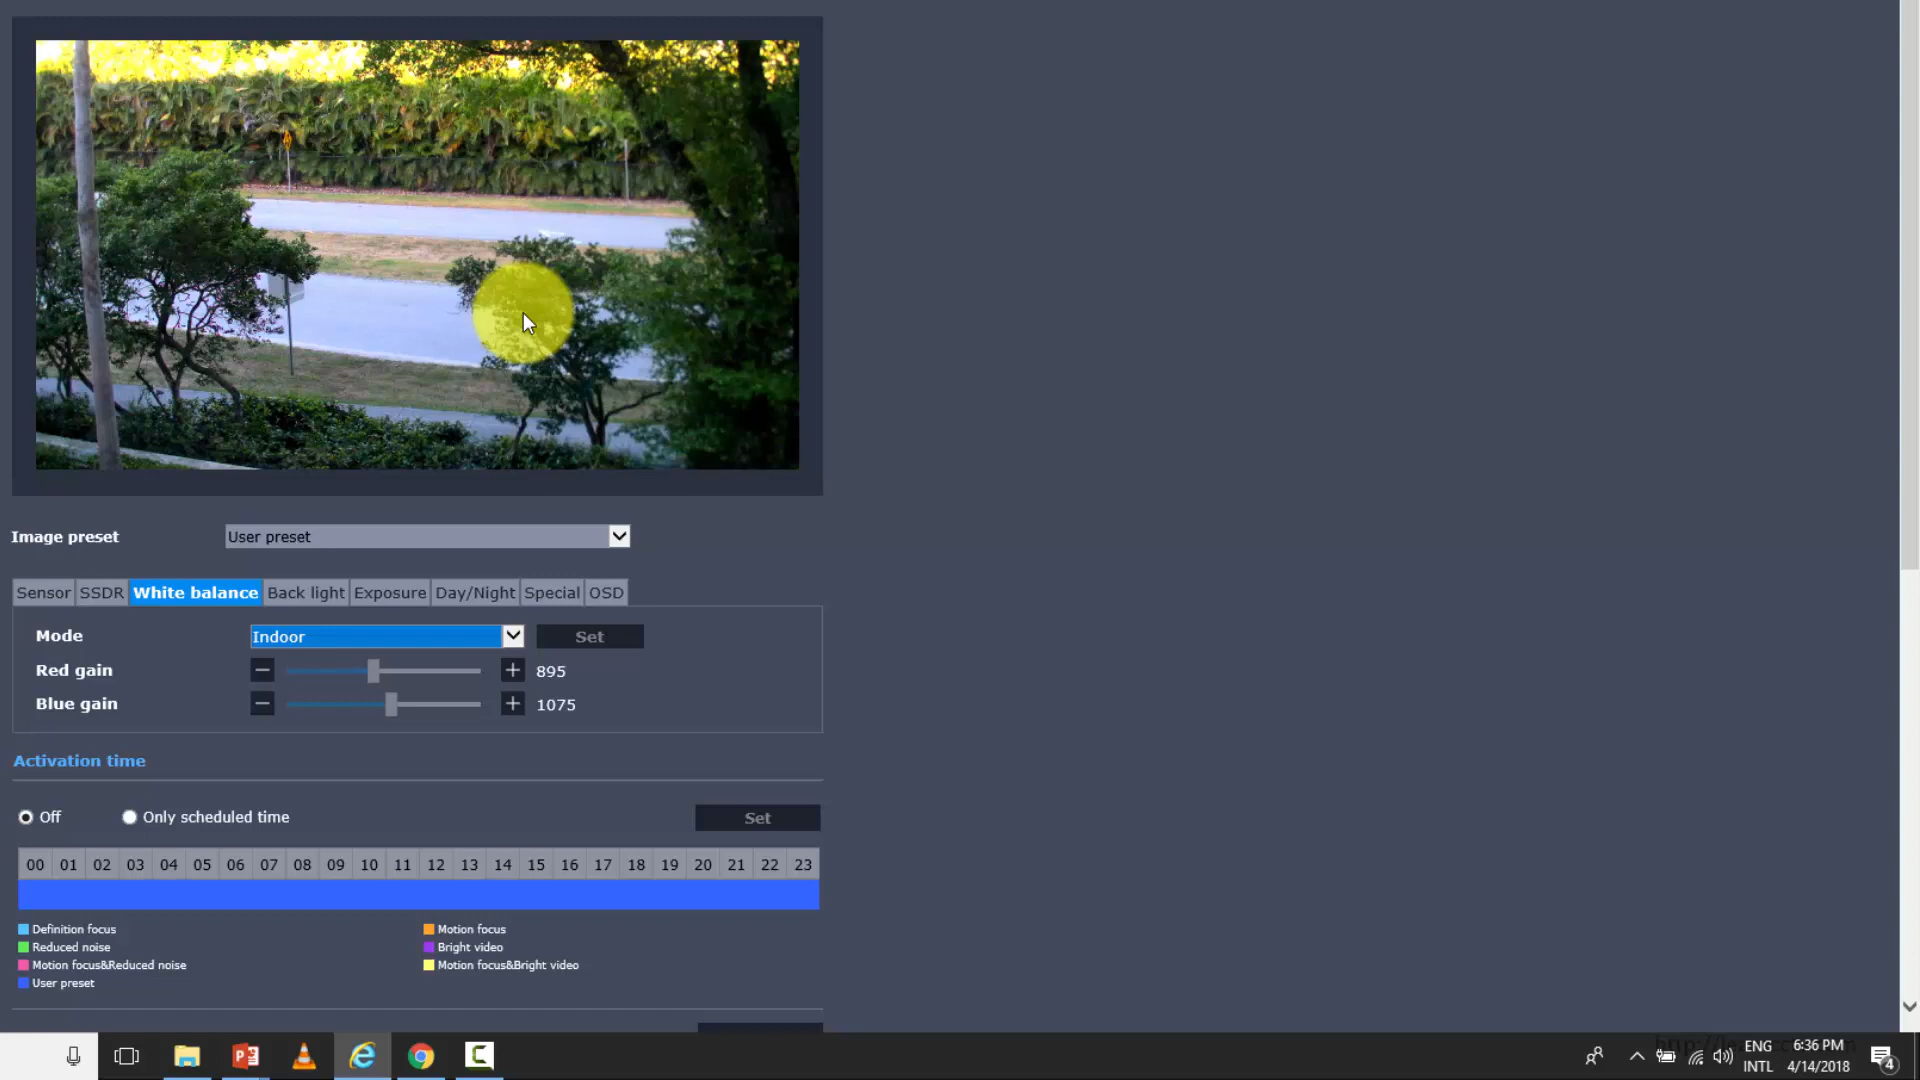 Image preset
User preset
Sensor SSDR White balance Back light Exposure Day/Night Special OSD
Mode Indoor Set
Red gain 895
Blue gain 1075
Activation time
Off Only scheduled time Set
00 01 02 03 04 05 06 07 08 09 10 11 12 13 14 15 16 17 18 19 20 21 22 23
Definition focus Motion focus
Reduced noise Bright video
Motion focus&Reduced noise Motion focus&Bright video
User preset
ENG 6:36 PM
INTL 4/14/2018 4